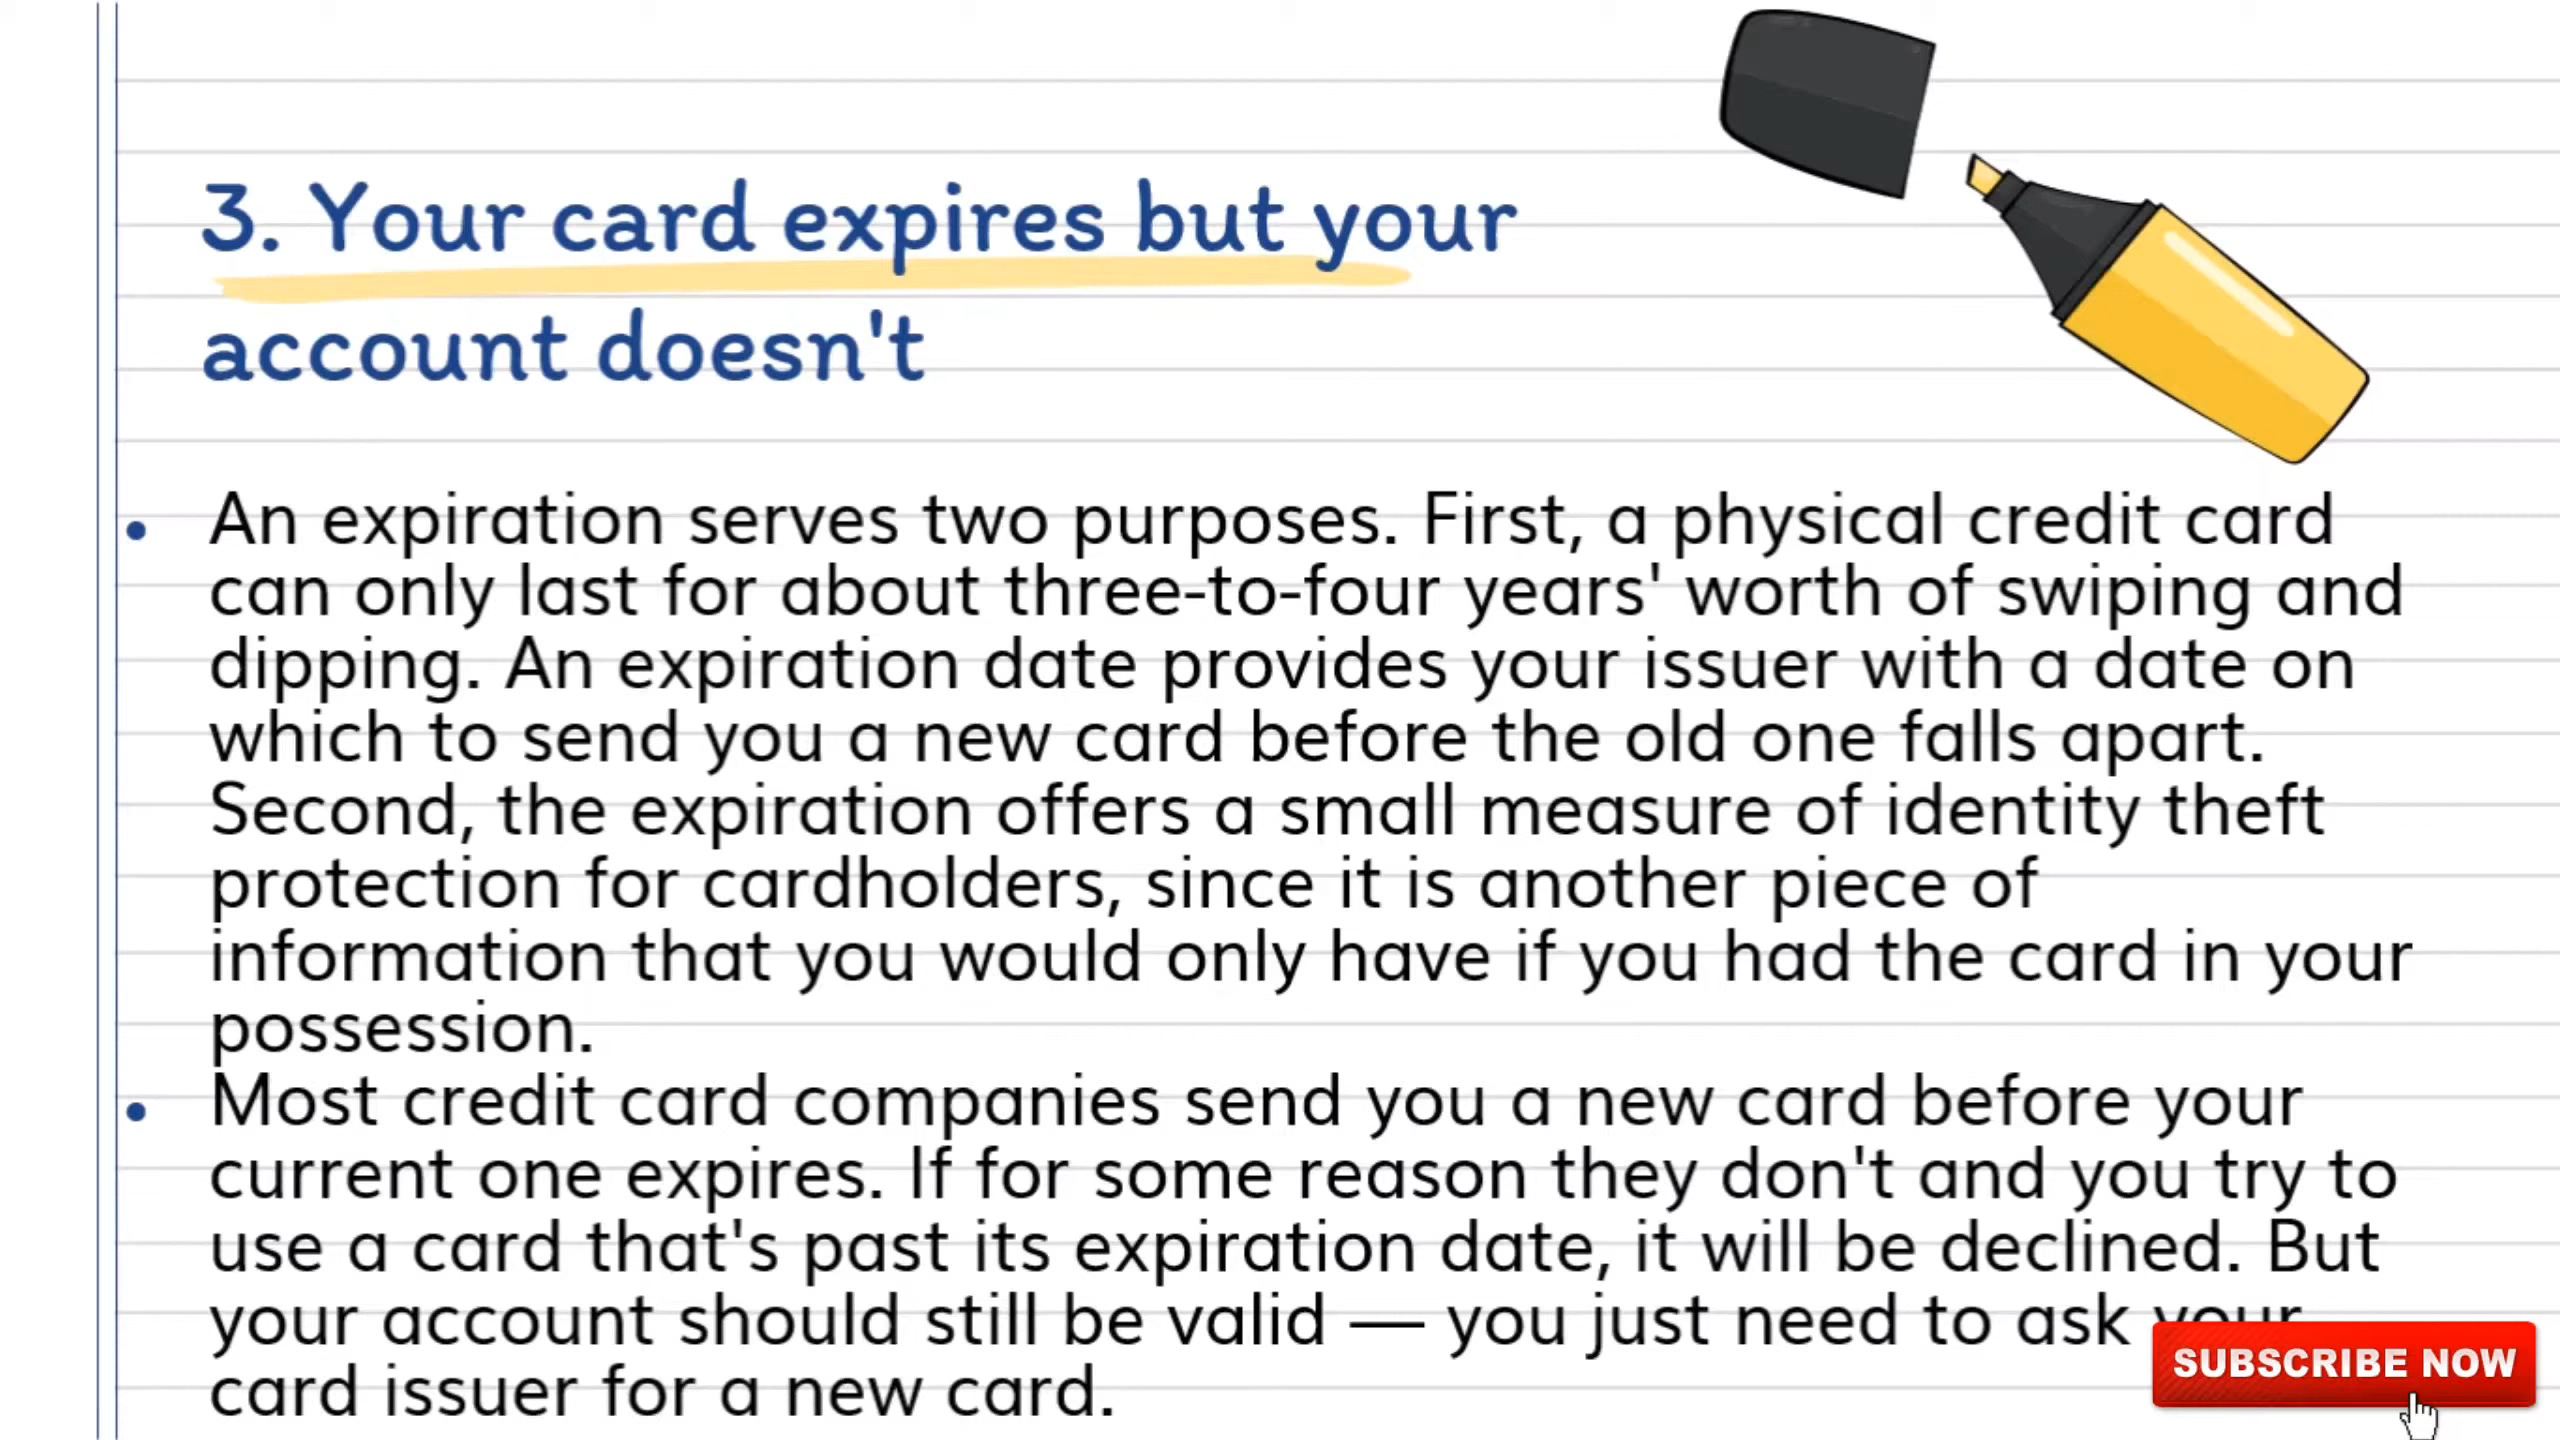 3. Your card expires but your
account doesn't
• An expiration serves two purposes. First, a physical credit card
can only last for about three-to-four years' worth of swiping and
dipping. An expiration date provides your issuer with a date on
which to send you a new card before the old one falls apart.
Second, the expiration offers a small measure of identity theft
protection for cardholders, since it is another piece of
information that you would only have if you had the card in your
possession.
• Most credit card companies send you a new card before your
current one expires. If for some reason they don't and you try to
use a card that's past its expiration date, it will be declined. But
your account should still be valid — you just need to ask your
card issuer for a new card.
SUBSCRIBE NOW